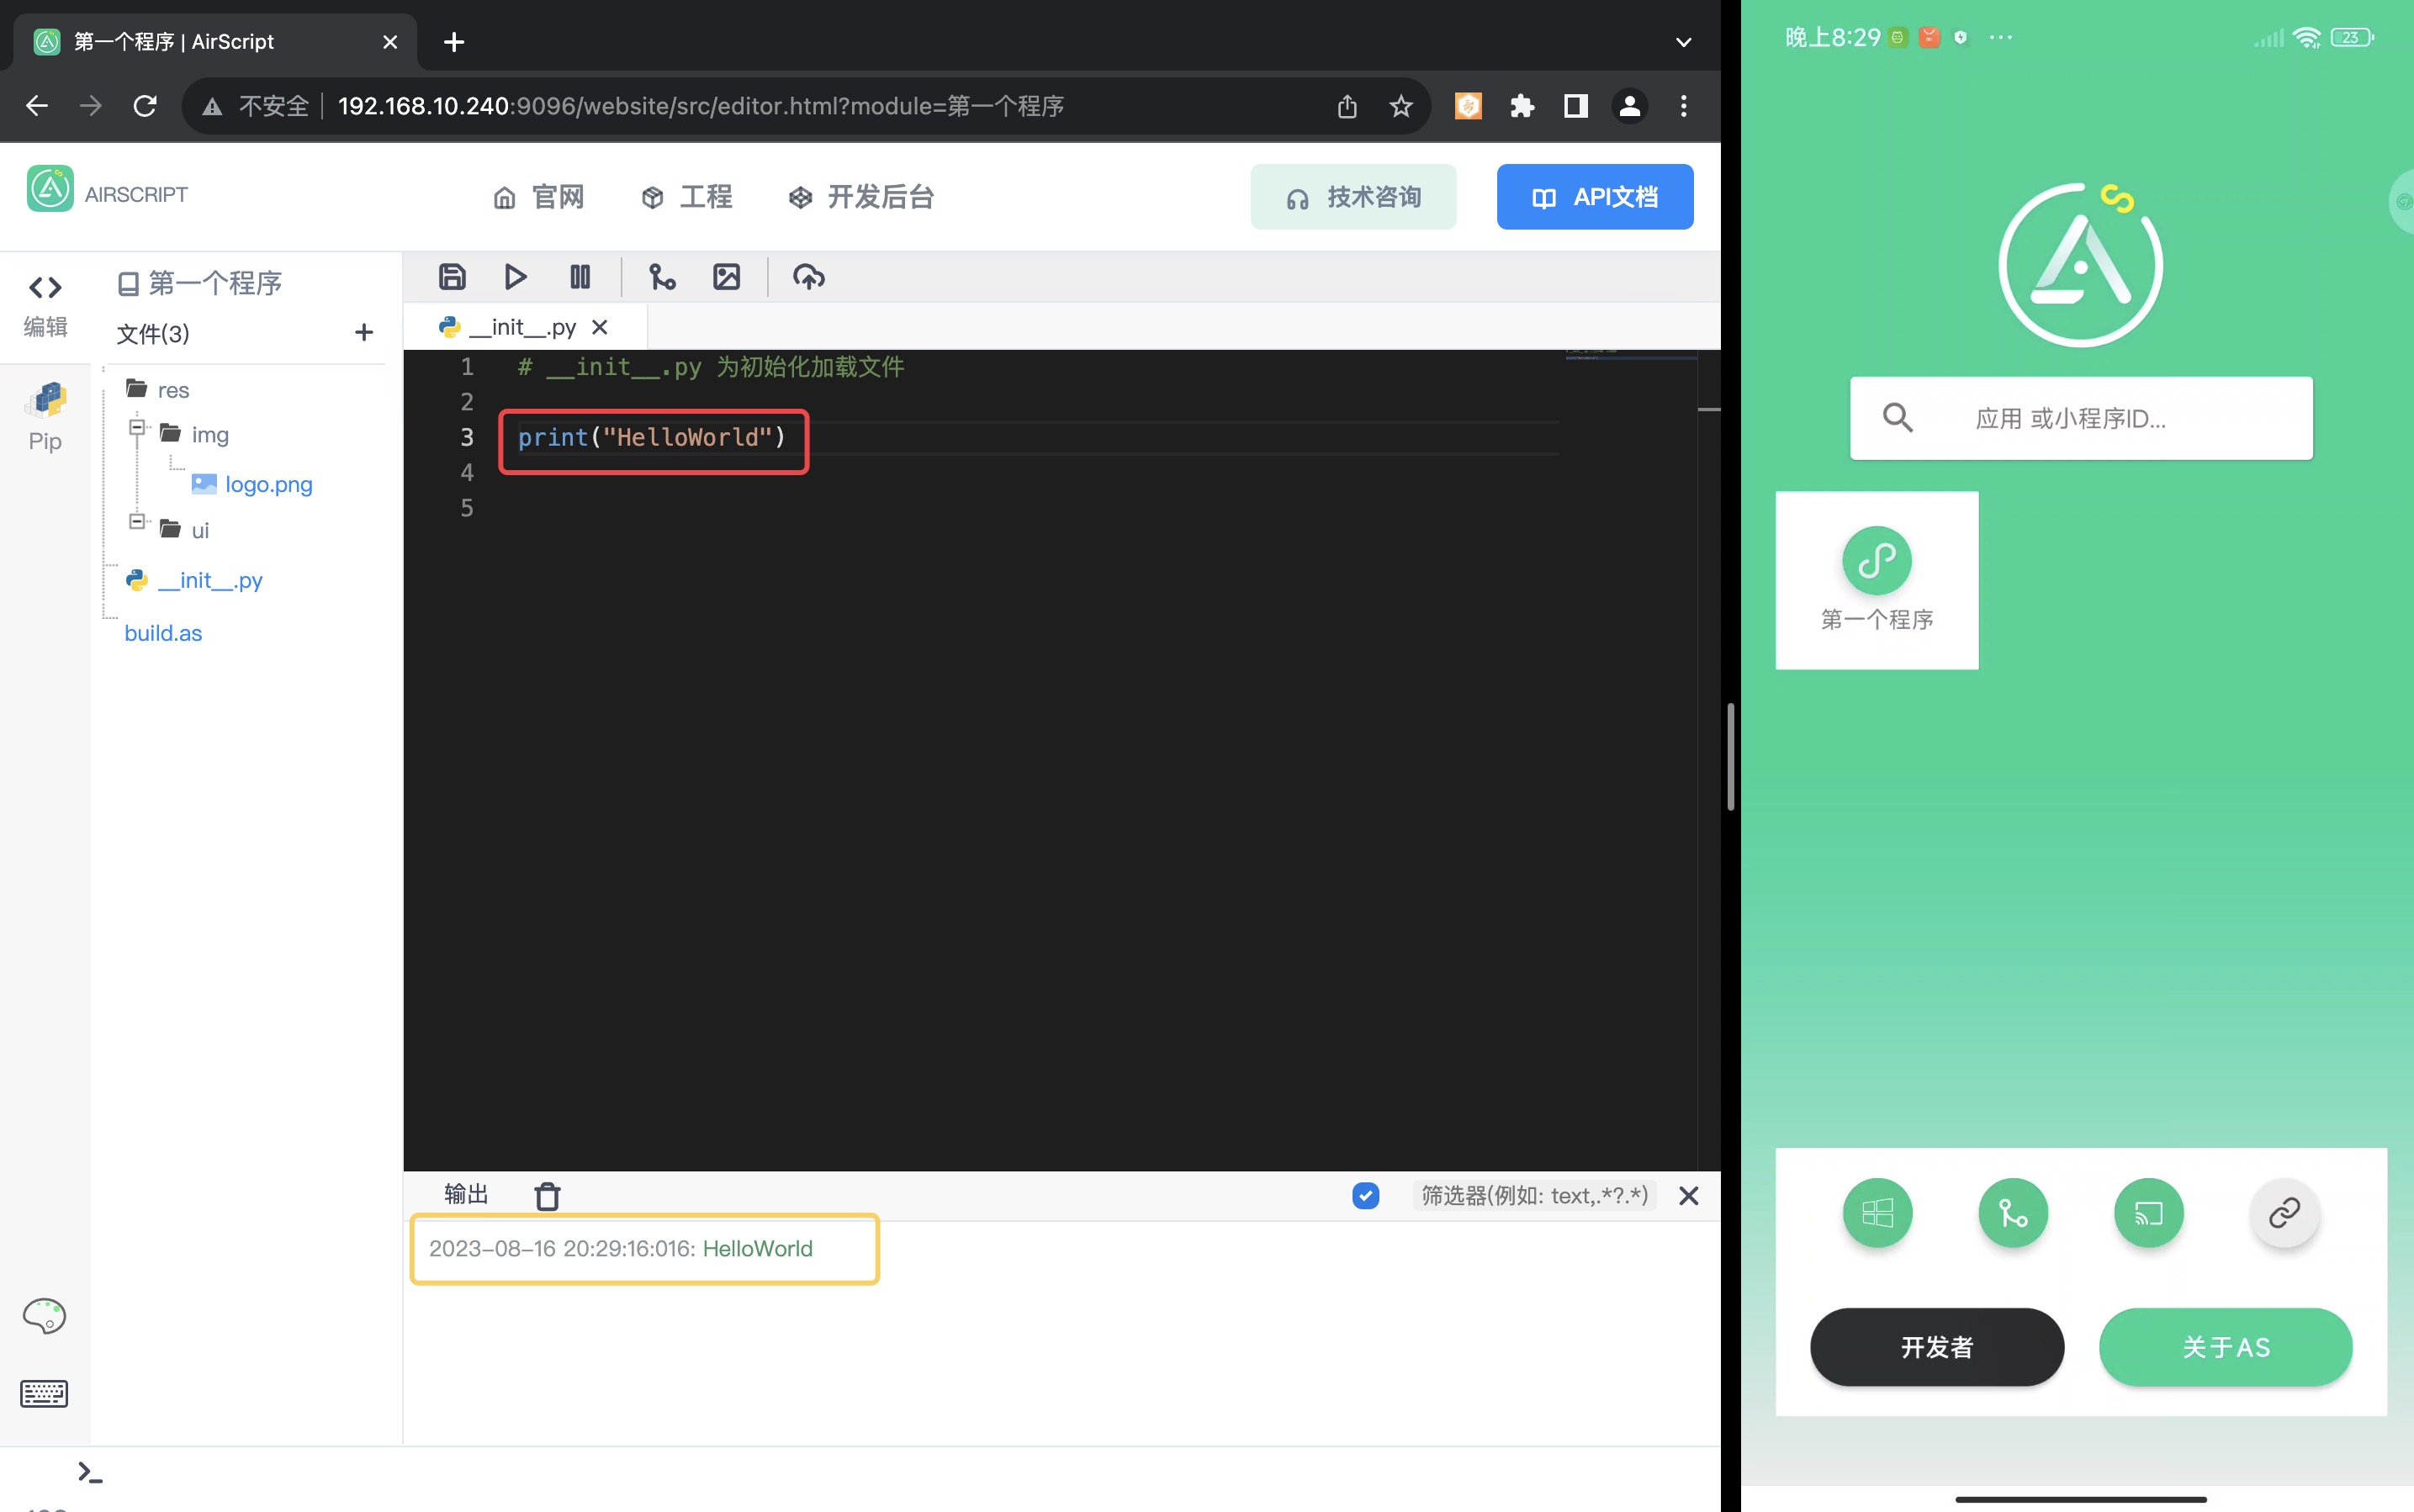 第一个程序 | AirScript
不安全 192.168.10.240:9096/website/src/editor.html?module=第一个程序
AIRSCRIPT
官网
工程
开发后台
技术咨询
API文档
编辑
Pip
第一个程序
文件(3)
res
img
logo.png
ui
__init__.py
build.as
__init__.py
1 # __init__.py 为初始化加载文件
2
3 print("HelloWorld")
4
5
输出
筛选器(例如: text,.*?.*)
2023-08-16 20:29:16:016: HelloWorld
晚上8:29
23
应用 或小程序ID...
第一个程序
开发者
关于AS